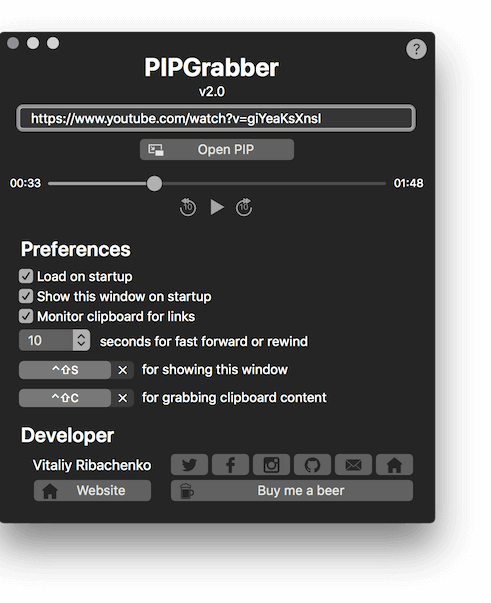 ?
PIPGrabber
v2.0
https://www.youtube.com/watch?v=giYeaKsXnsI
Open PIP
00:33 01:48
10 10
Preferences
Load on startup
Show this window on startup
Monitor clipboard for links
10 seconds for fast forward or rewind
^⇧S × for showing this window
^⇧C × for grabbing clipboard content
Developer
Vitaliy Ribachenko
Website Buy me a beer